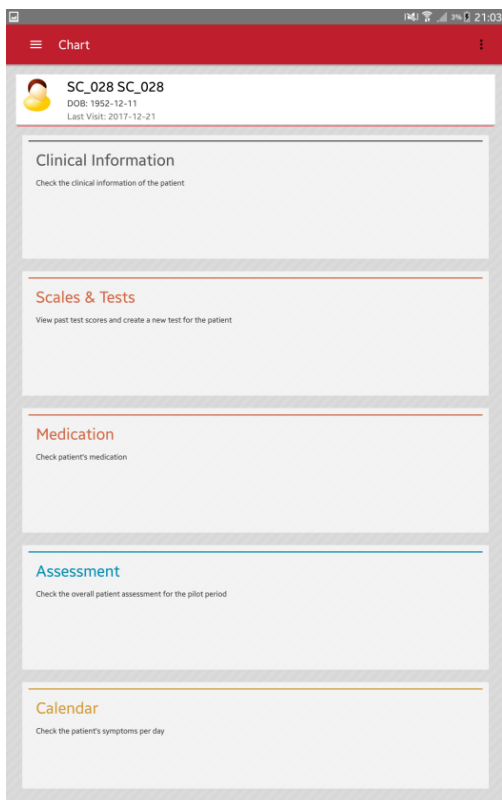 3% 21:03
Chart
SC_028 SC_028
DOB: 1952-12-11
Last Visit: 2017-12-21
Clinical Information
Check the clinical information of the patient
Scales & Tests
View past test scores and create a new test for the patient
Medication
Check patient's medication
Assessment
Check the overall patient assessment for the pilot period
Calendar
Check the patient's symptoms per day